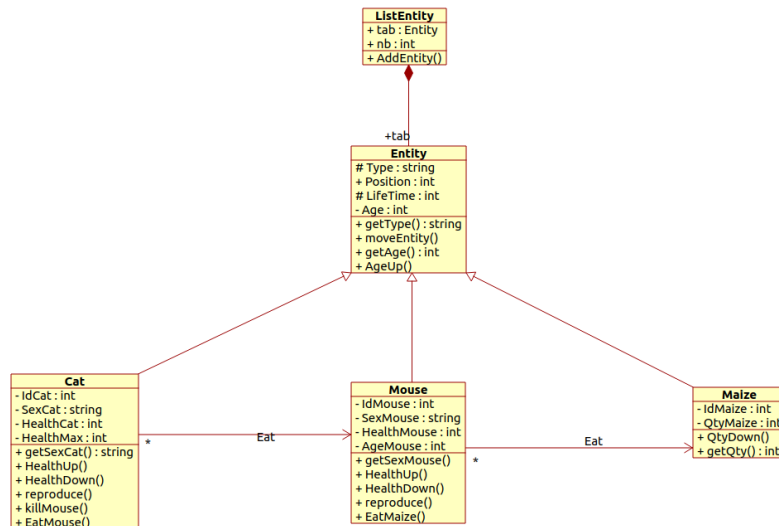 ListEntity
+ tab : Entity
+ nb : int
+ AddEntity()
+tab
Entity
# Type : string
+ Position : int
# LifeTime : int
- Age : int
+ getType() : string
+ moveEntity()
+ getAge() : int
+ AgeUp()
Cat
- IdCat : int
- SexCat : string
- HealthCat : int
- HealthMax : int
+ getSexCat() : string
+ HealthUp()
+ HealthDown()
+ reproduce()
+ killMouse()
+ EatMouse()
* Eat
Mouse
- IdMouse : int
- SexMouse : string
- HealthMouse : int
- AgeMouse : int
+ getSexMouse()
+ HealthUp()
+ HealthDown()
+ reproduce()
+ EatMaize()
* Eat
Maize
- IdMaize : int
- QtyMaize : int
+ QtyDown()
+ getQty() : int